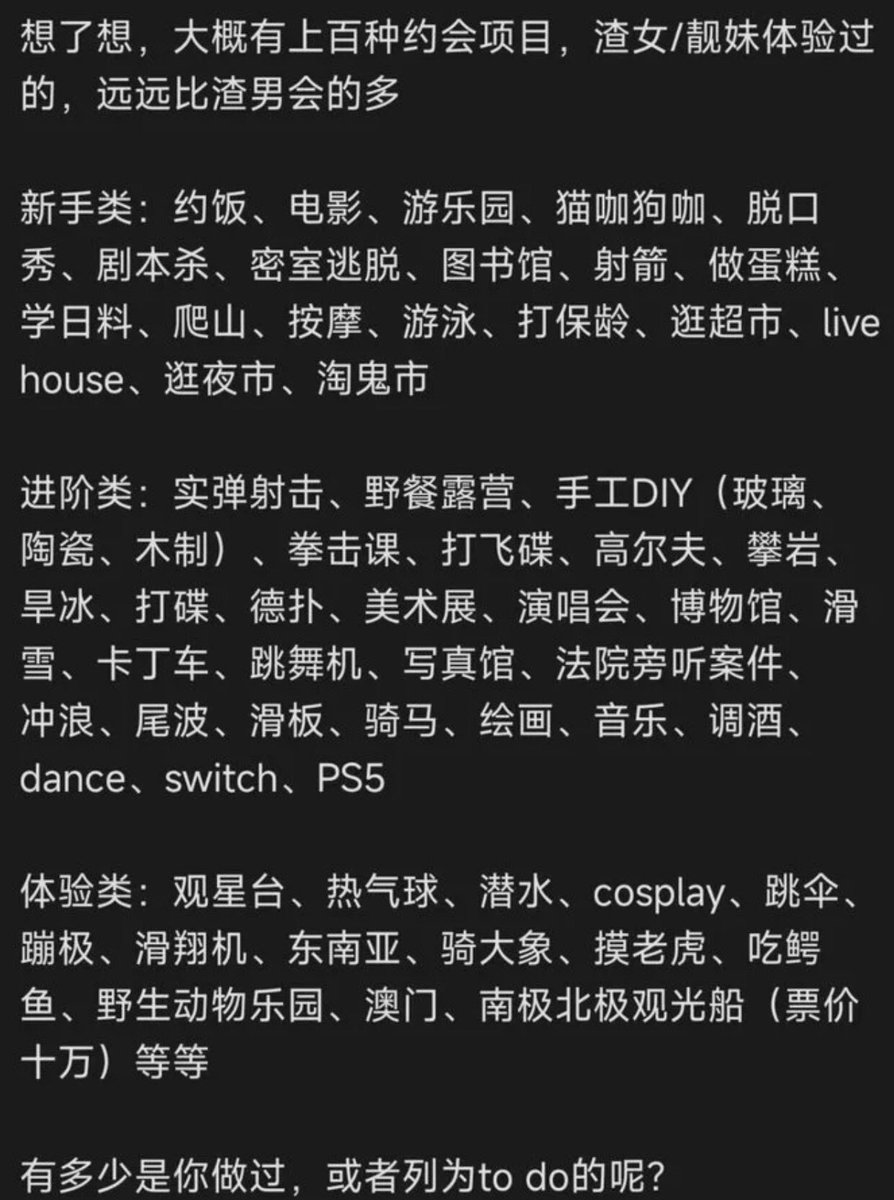 想了想，大概有上百种约会项目，渣女/靓妹体验过
的，远远比渣男会的多
新手类：约饭、电影、游乐园、猫咖狗咖、脱口
秀、剧本杀、密室逃脱、图书馆、射箭、做蛋糕、
学日料、爬山、按摩、游泳、打保龄、逛超市、live
house、逛夜市、淘鬼市
进阶类：实弹射击、野餐露营、手工DIY（玻璃、
陶瓷、木制）、拳击课、打飞碟、高尔夫、攀岩、
旱冰、打碟、德扑、美术展、演唱会、博物馆、滑
雪、卡丁车、跳舞机、写真馆、法院旁听案件、
冲浪、尾波、滑板、骑马、绘画、音乐、调酒、
dance、switch、PS5
体验类：观星台、热气球、潜水、cosplay、跳伞、
蹦极、滑翔机、东南亚、骑大象、摸老虎、吃鳄
鱼、野生动物乐园、澳门、南极北极观光船（票价
十万）等等
有多少是你做过，或者列为to do的呢？